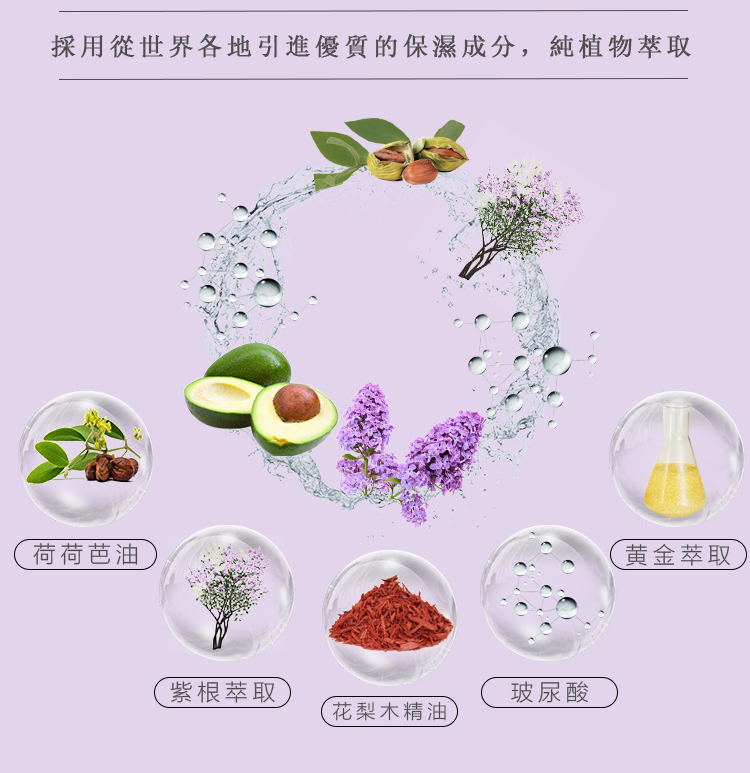 採用從世界各地引進優質的保濕成分，純植物萃取
荷荷芭油
黄金萃取
紫根萃取
花梨木精油
玻尿酸